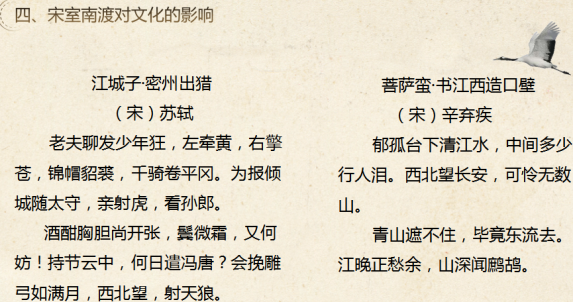 四、宋室南渡对文化的影响
江城子·密州出猎
（宋）苏轼
老夫聊发少年狂，左牵黄，右擎
苍，锦帽貂裘，千骑卷平冈。为报倾
城随太守，亲射虎，看孙郎。
酒酣胸胆尚开张，鬓微霜，又何
妨！持节云中，何日遣冯唐？会挽雕
弓如满月，西北望，射天狼。
菩萨蛮·书江西造口壁
（宋）辛弃疾
郁孤台下清江水，中间多少
行人泪。西北望长安，可怜无数
山。
青山遮不住，毕竟东流去。
江晚正愁余，山深闻鹧鸪。